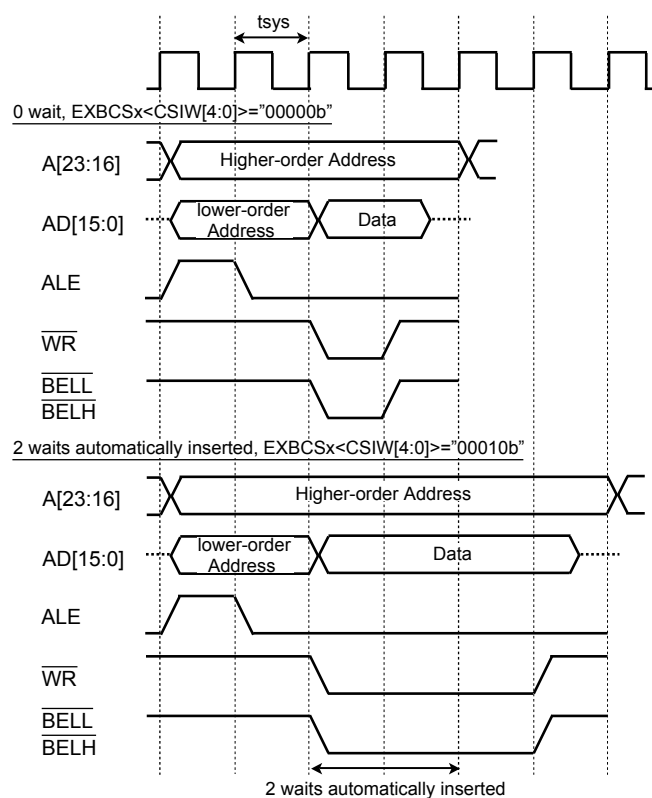 tsys
0 wait, EXBCSx<CSIW[4:0]>=”00000b”
A[23:16]
Higher-order Address
AD[15:0]
lower-order
Address
Data
ALE
WR
BELL
BELH
2 waits automatically inserted, EXBCSx<CSIW[4:0]>=”00010b”
A[23:16]
Higher-order Address
AD[15:0]
lower-order
Address
Data
ALE
WR
BELL
BELH
2 waits automatically inserted